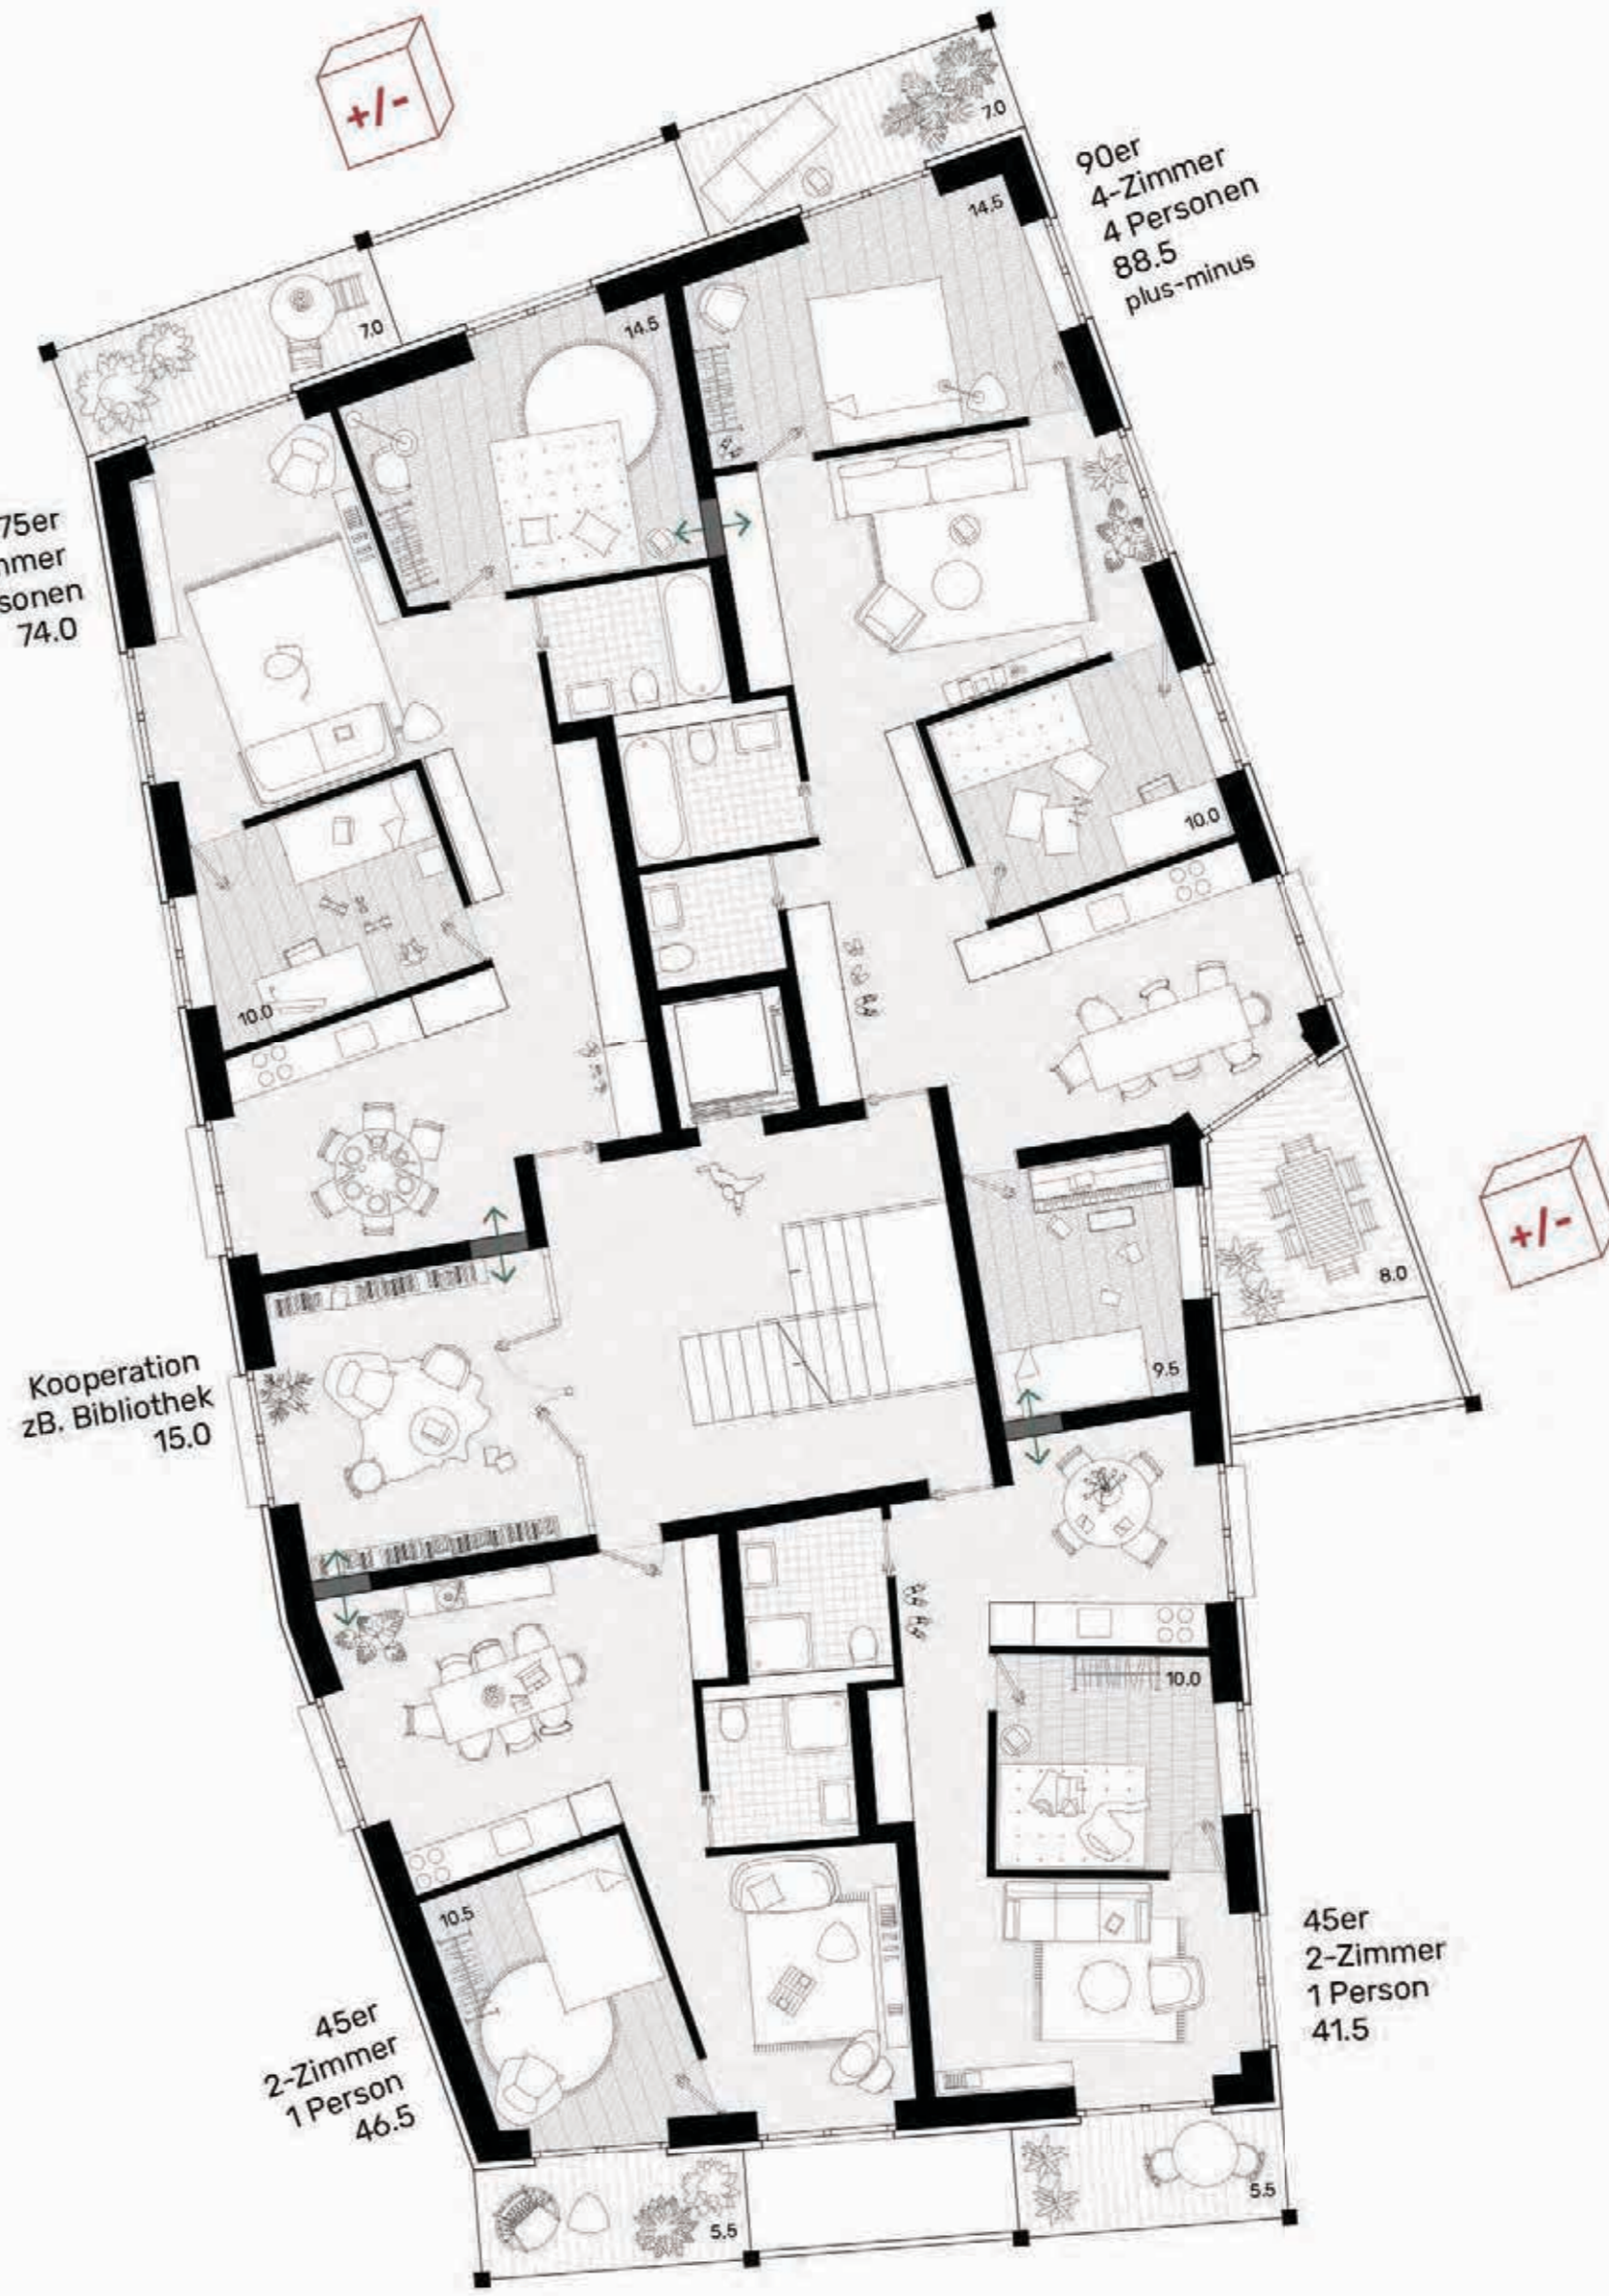 +/-
7.0
90er
4-Zimmer
4 Personen
88.5
plus-minus
14.5
7.0
14.5
75er
mmer
sonen
74.0
10.0
10.0
+/-
8.0
9.5
Kooperation
zB. Bibliothek
15.0
10.0
10.5
45er
2-Zimmer
1 Person
41.5
45er
2-Zimmer
1 Person
46.5
5.5
5.5